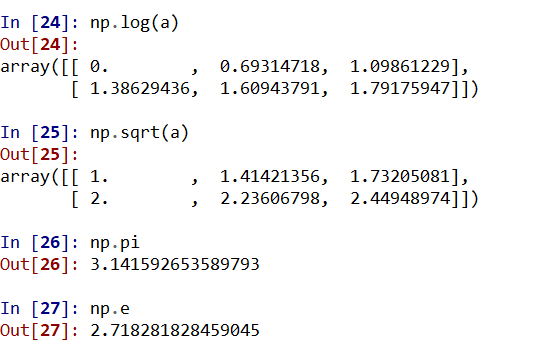 In [24]: np.log(a)
Out[24]:
array([[ 0.        ,  0.69314718,  1.09861229],
       [ 1.38629436,  1.60943791,  1.79175947]])
In [25]: np.sqrt(a)
Out[25]:
array([[ 1.        ,  1.41421356,  1.73205081],
       [ 2.        ,  2.23606798,  2.44948974]])
In [26]: np.pi
Out[26]: 3.141592653589793
In [27]: np.e
Out[27]: 2.718281828459045